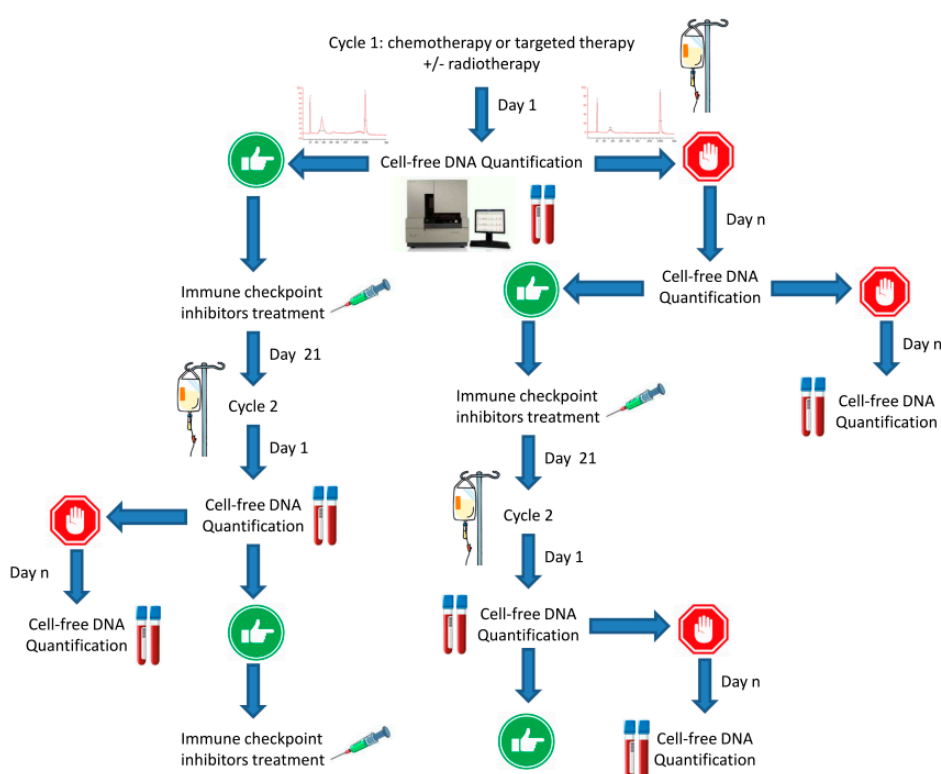 Cycle 1: chemotherapy or targeted therapy
+/- radiotherapy
Day 1
Cell-free DNA Quantification
Day n
Cell-free DNA
Quantification
Immune checkpoint
inhibitors treatment
Day n
Day 21
Immune checkpoint
inhibitors treatment
Cell-free DNA
Quantification
Cycle 2
Day 1
Day 21
Cell-free DNA
Quantification
Cycle 2
Day 1
Day n
Cell-free DNA
Quantification
Cell-free DNA
Quantification
Day n
Immune checkpoint
inhibitors treatment
Cell-free DNA
Quantification